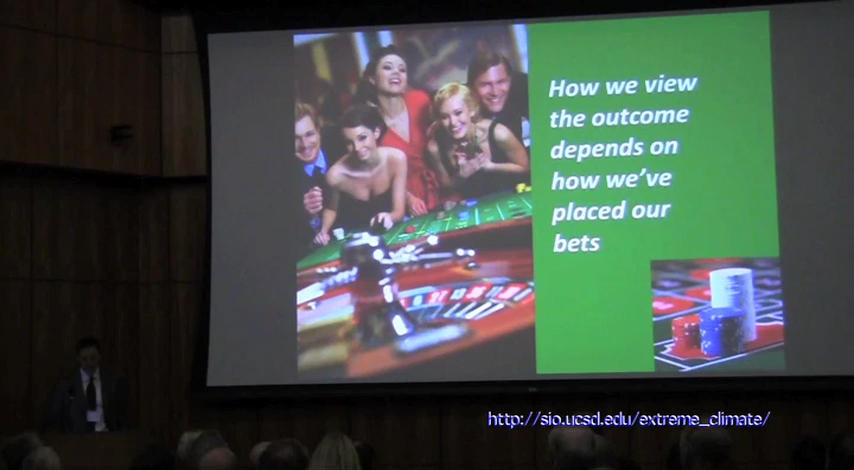 How we view
the outcome
depends on
how we've
placed our
bets
http://sio.ucsd.edu/extreme_climate/